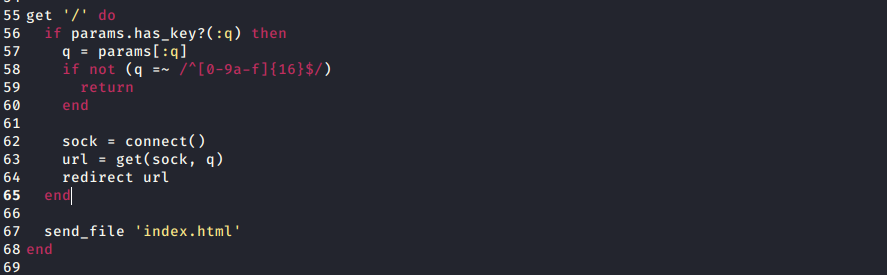 55 get '/' do
56   if params.has_key?(:q) then
57     q = params[:q]
58     if not (q =~ /^[0-9a-f]{16}$/)
59       return
60     end
61
62     sock = connect()
63     url = get(sock, q)
64     redirect url
65   end
66
67   send_file 'index.html'
68 end
69